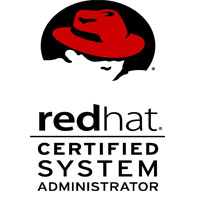 redhat.
CERTIFIED
SYSTEM
ADMINISTRATOR